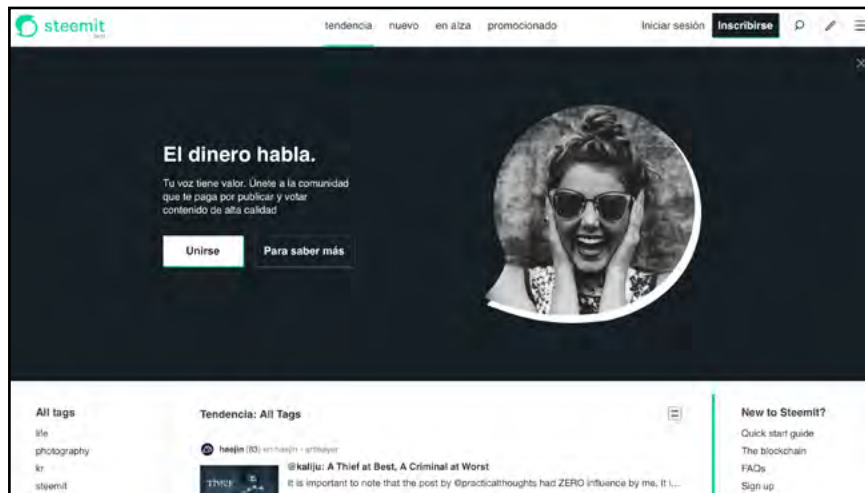 steemit
beta
tendencia nuevo en alza promocionado
Iniciar sesión Inscribirse
El dinero habla.
Tu voz tiene valor. Únete a la comunidad
que te paga por publicar y votar
contenido de alta calidad
Unirse Para saber más
All tags
life
photography
kr
steemit
Tendencia: All Tags
haejin (83) en haejin
@kaliju: A Thief at Best, A Criminal at Worst
It is important to note that the post by @practicalthoughts had ZERO influence by me. It i...
New to Steemit?
Quick start guide
The blockchain
FAQs
Sign up